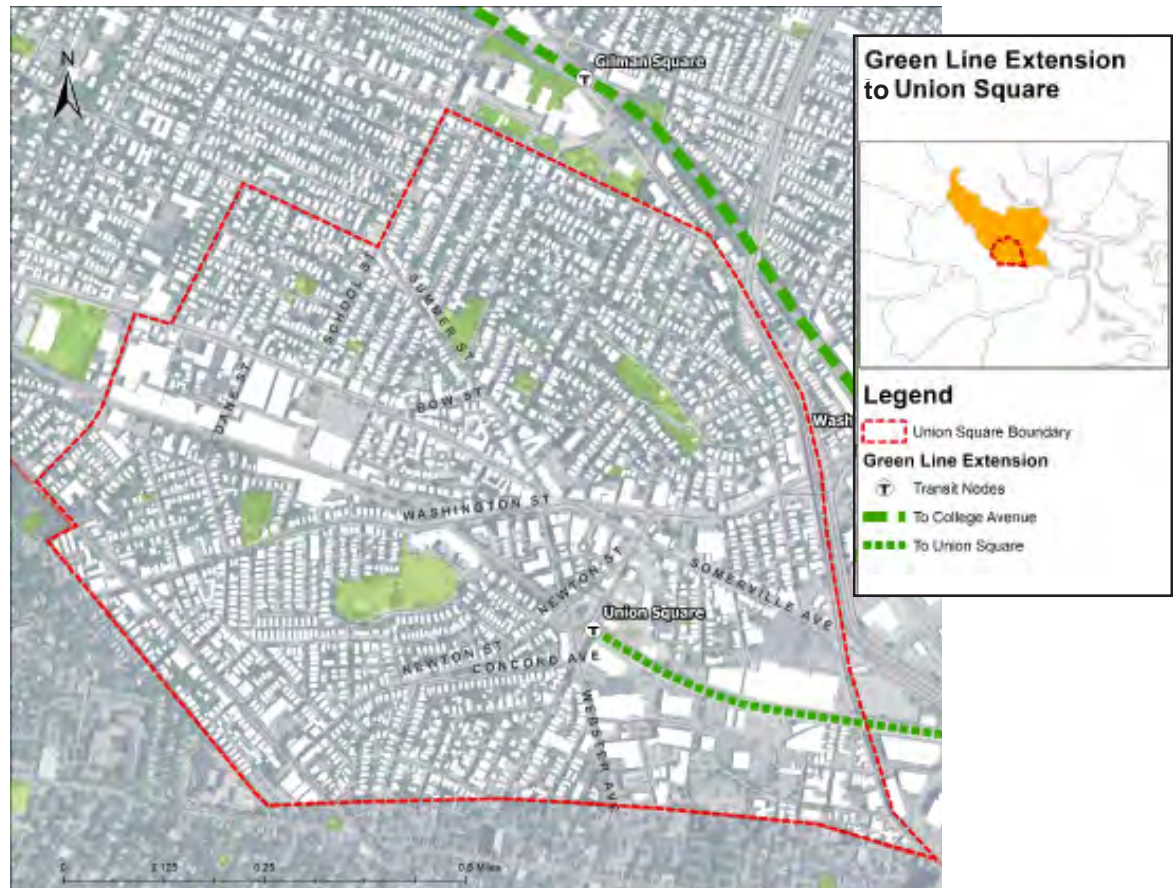 N
Gilman Square
Green Line Extension
to Union Square
SCHOOL ST
SUMMER ST
DANE ST
BOW ST
Wash
Legend
Union Square Boundary
Green Line Extension
T
Transit Nodes
To College Avenue
To Union Square
WASHINGTON ST
NEWTON ST
SOMERVILLE AVE
Union Square
T
NEWTON ST
CONCORD AVE
WEBSTER AVE
0 0.125 0.25 0.5 Miles
T